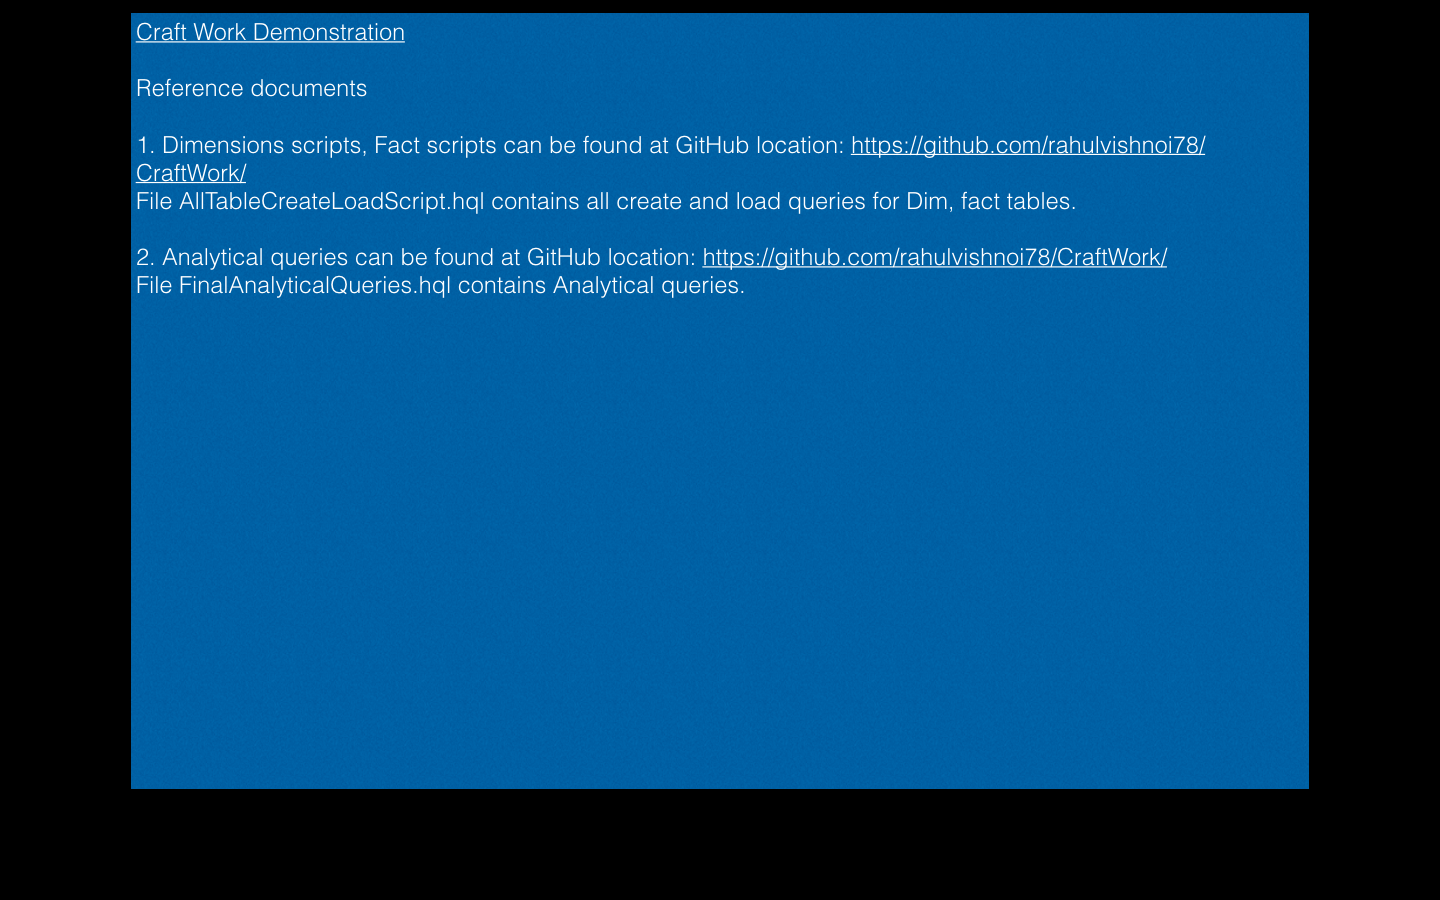 Craft Work Demonstration
Reference documents
1. Dimensions scripts, Fact scripts can be found at GitHub location: https://github.com/rahulvishnoi78/
CraftWork/
File AllTableCreateLoadScript.hql contains all create and load queries for Dim, fact tables.
2. Analytical queries can be found at GitHub location: https://github.com/rahulvishnoi78/CraftWork/
File FinalAnalyticalQueries.hql contains Analytical queries.